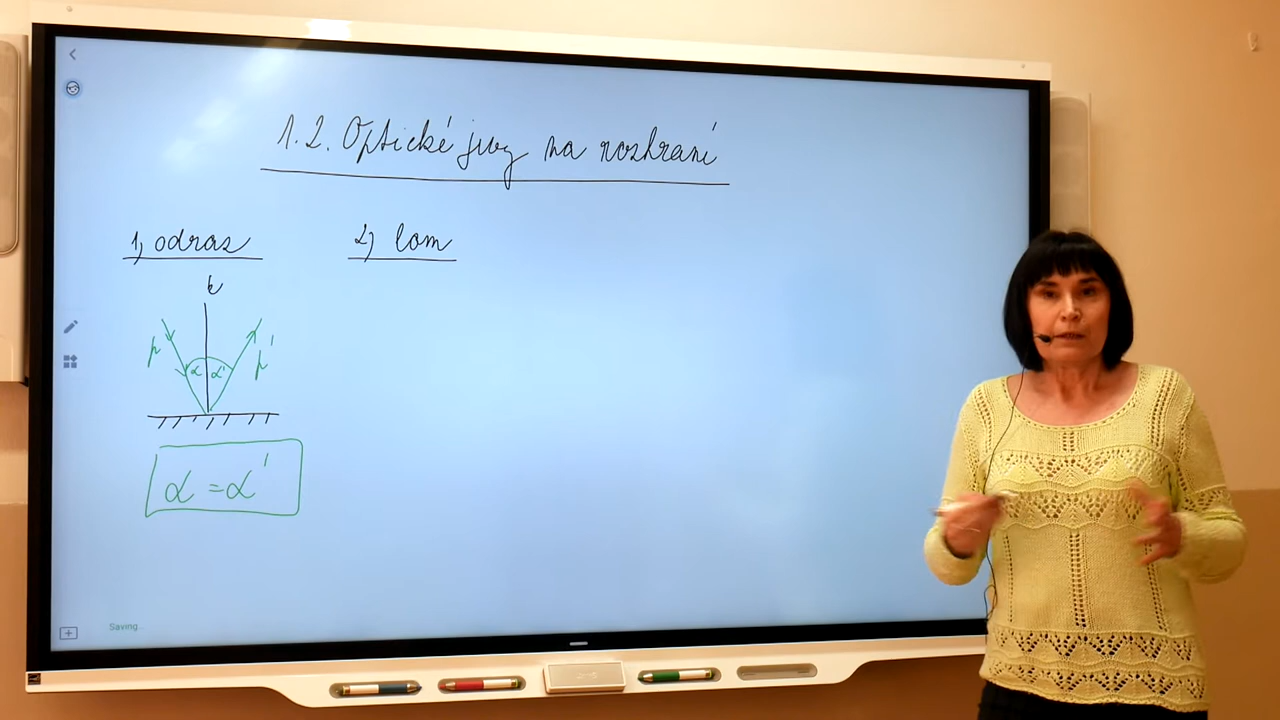 1.2. Optické jevy na rozhraní
1, odraz
2, lom
k
p
p'
α
α'
α = α'
Saving...